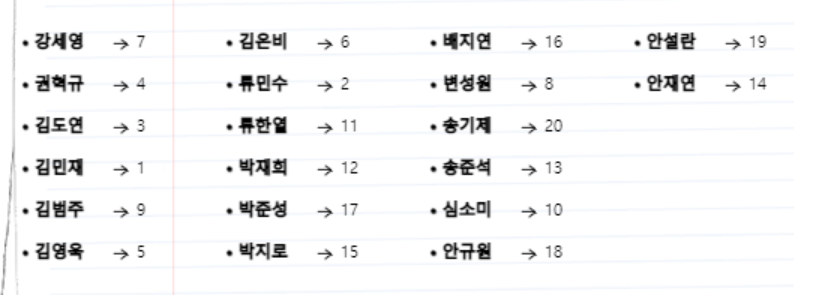 • 강세영 → 7
• 권혁규 → 4
• 김도연 → 3
• 김민재 → 1
• 김범주 → 9
• 김영욱 → 5
• 김은비 → 6
• 류민수 → 2
• 류한열 → 11
• 박재희 → 12
• 박준성 → 17
• 박지로 → 15
• 배지연 → 16
• 변성원 → 8
• 송기제 → 20
• 송준석 → 13
• 심소미 → 10
• 안규원 → 18
• 안설란 → 19
• 안재연 → 14